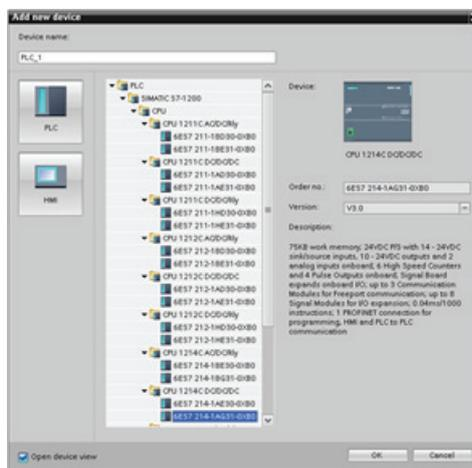 Add new device
Device name:
PLC_1
PLC
HMI
PLC
SIMATIC S7-1200
CPU
CPU 1211C AC/DC/Rly
6ES7 211-1BD30-0XB0
6ES7 211-1BE31-0XB0
CPU 1211C DC/DC/DC
6ES7 211-1AD30-0XB0
6ES7 211-1AE31-0XB0
CPU 1211C DC/DC/Rly
6ES7 211-1HD30-0XB0
6ES7 211-1HE31-0XB0
CPU 1212C AC/DC/Rly
6ES7 212-1BD30-0XB0
6ES7 212-1BE31-0XB0
CPU 1212C DC/DC/DC
6ES7 212-1AD30-0XB0
6ES7 212-1AE31-0XB0
CPU 1212C DC/DC/Rly
6ES7 212-1HD30-0XB0
6ES7 212-1HE31-0XB0
CPU 1214C AC/DC/Rly
6ES7 214-1BE30-0XB0
6ES7 214-1BG31-0XB0
CPU 1214C DC/DC/DC
6ES7 214-1AE30-0XB0
6ES7 214-1AG31-0XB0
Device:
CPU 1214C DC/DC/DC
Order no.: 6ES7 214-1AG31-0XB0
Version: V3.0
Description:
75KB work memory; 24VDC P/S with 14 - 24VDC
sink/source inputs, 10 - 24VDC outputs and 2
analog inputs onboard, 6 High Speed Counters
and 4 Pulse Outputs onboard; Signal Board
expands onboard I/O; up to 3 Communication
Modules for Freeport communication; up to 8
Signal Modules for I/O expansion; 0.04ms/1000
instructions; 1 PROFINET connection for
programming, HMI and PLC to PLC
communication
Open device view
OK
Cancel